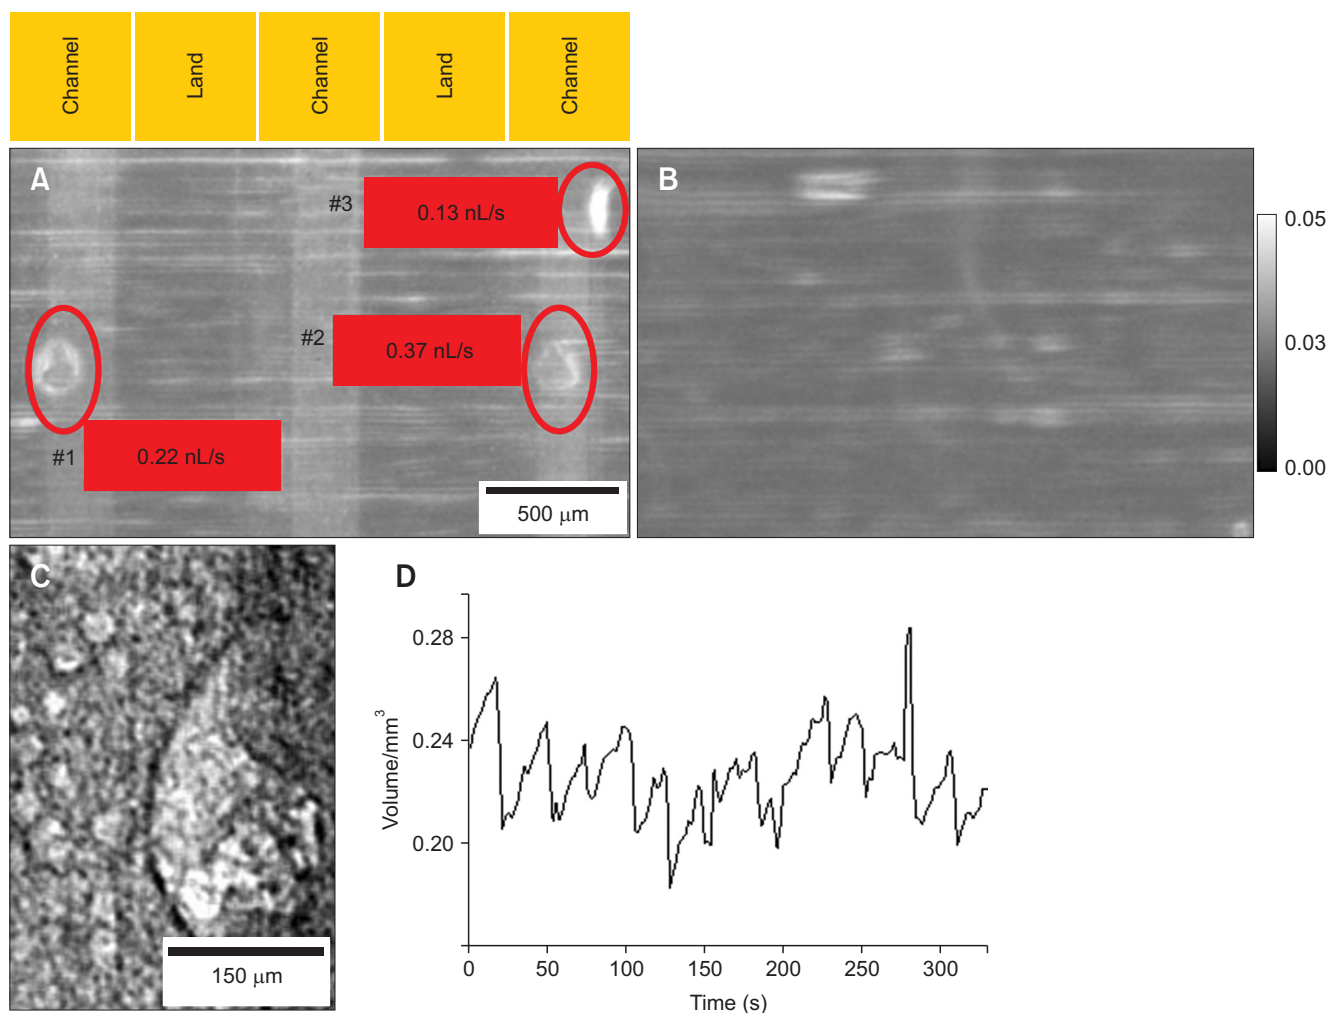 Channel
Land
Channel
Land
Channel
A
#3
0.13 nL/s
#2
0.37 nL/s
#1
0.22 nL/s
500 μm
B
0.05
0.03
0.00
C
150 μm
D
Volume/mm³
0.28
0.24
0.20
0 50 100 150 200 250 300
Time (s)